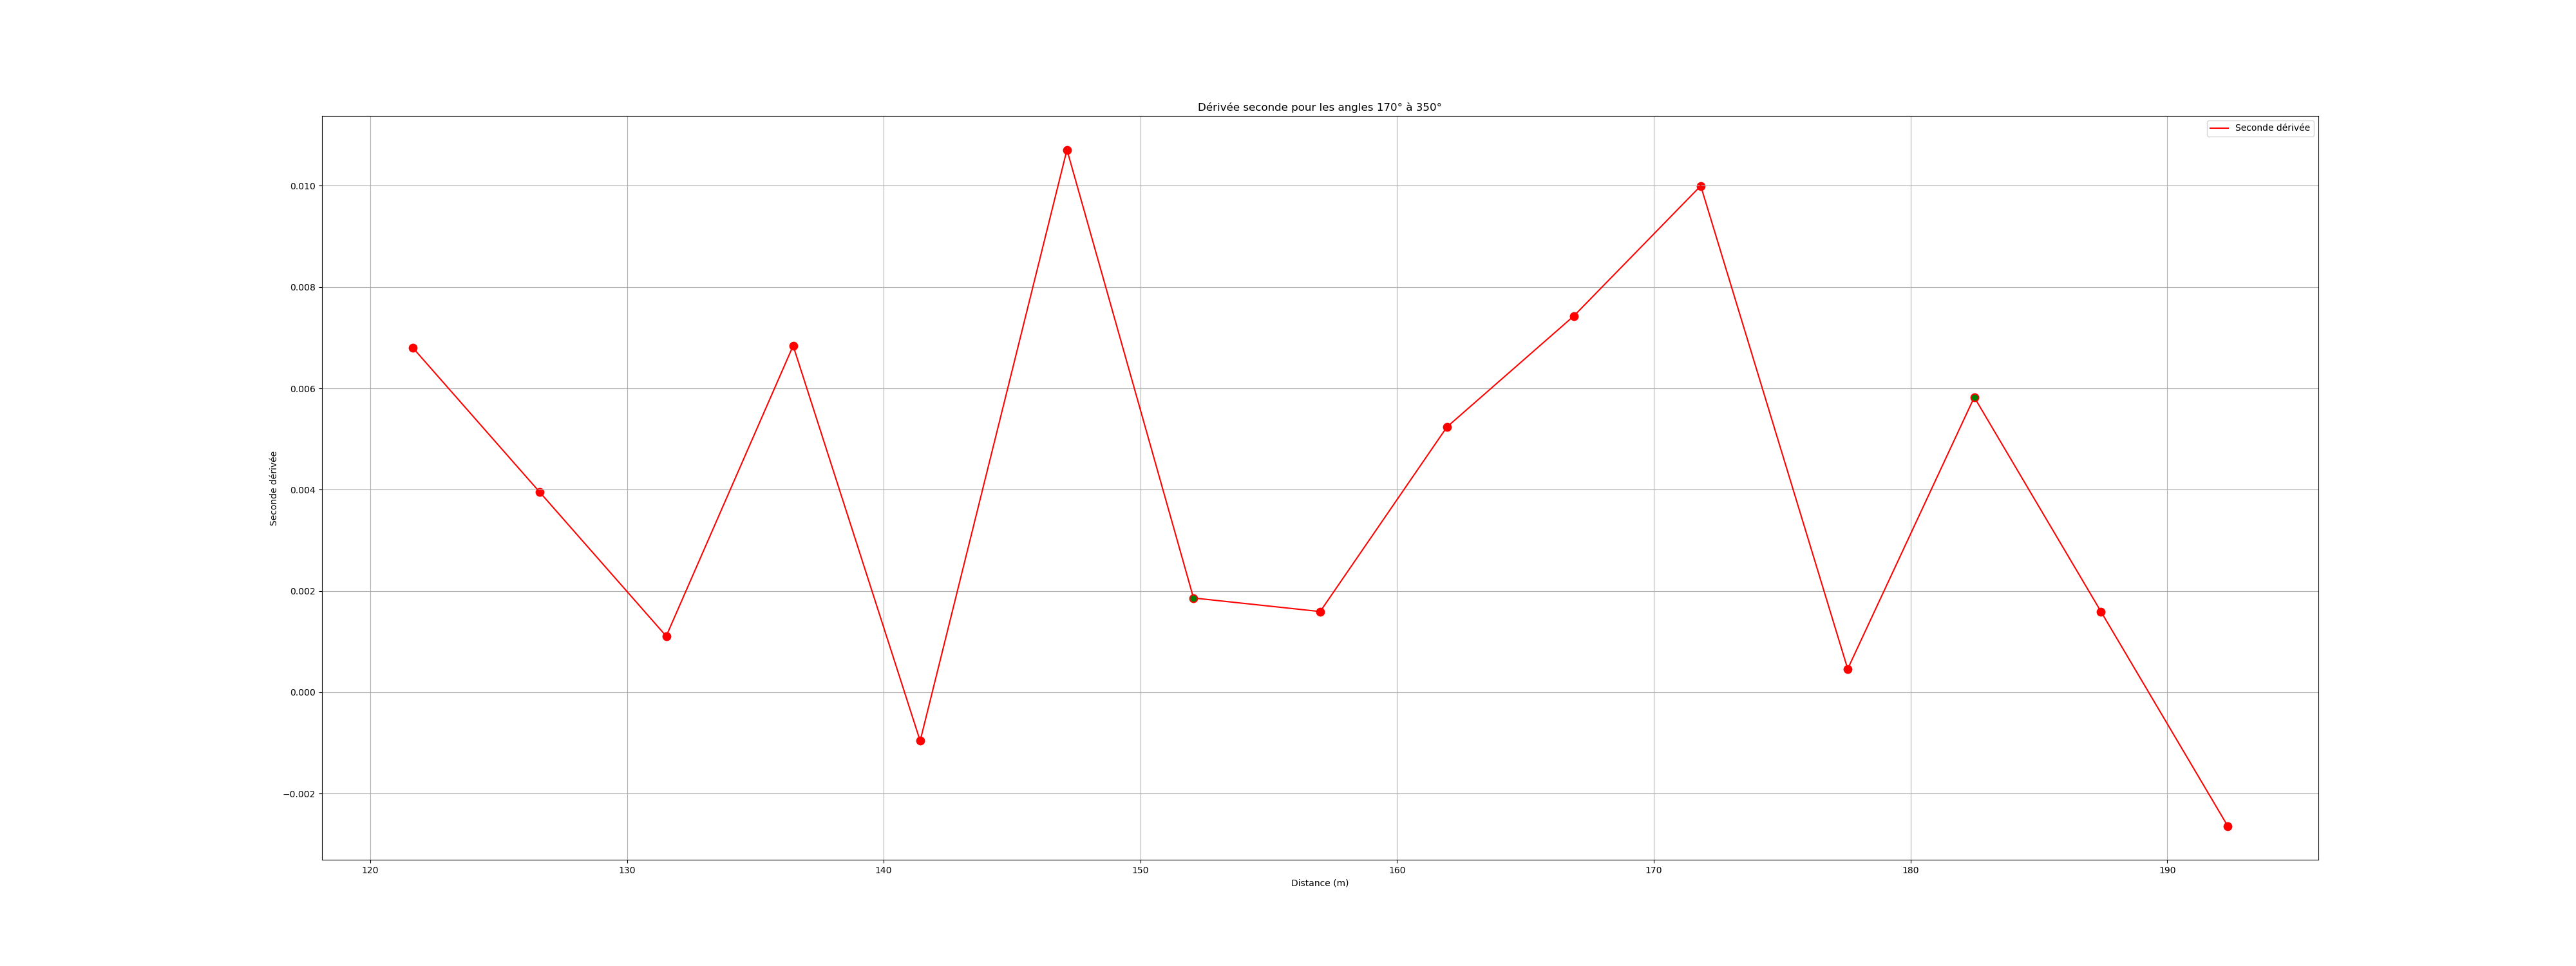 Dérivée seconde pour les angles 170° à 350°
Seconde dérivée
0.010
0.008
0.006
0.004
0.002
0.000
−0.002
Seconde dérivée
120 130 140 150 160 170 180 190
Distance (m)